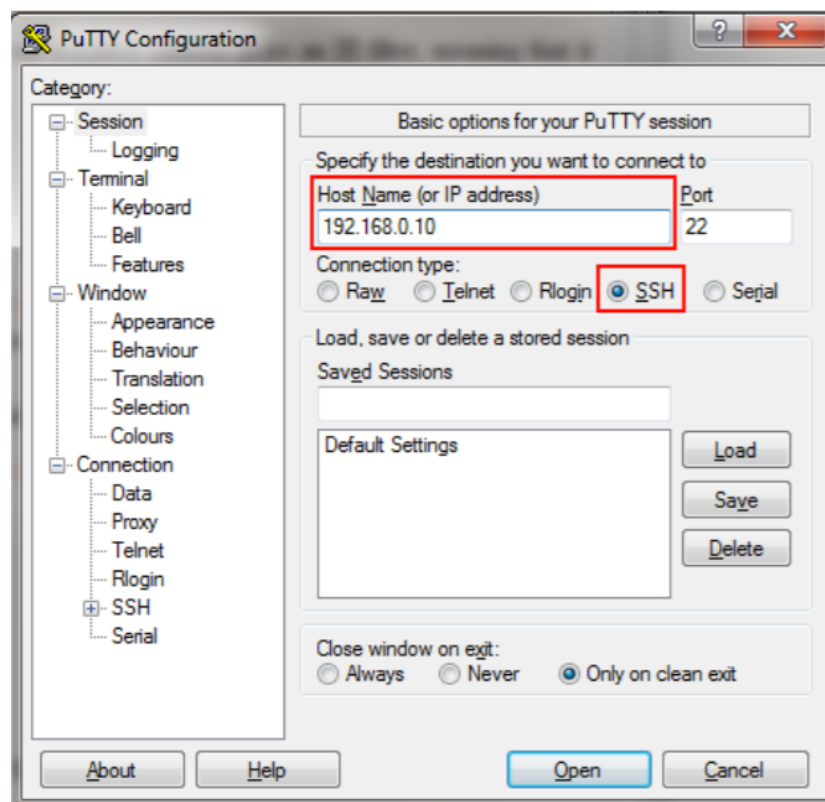 PuTTY Configuration
?
X
Category:
Session
Logging
Terminal
Keyboard
Bell
Features
Window
Appearance
Behaviour
Translation
Selection
Colours
Connection
Data
Proxy
Telnet
Rlogin
SSH
Serial
Basic options for your PuTTY session
Specify the destination you want to connect to
Host Name (or IP address) Port
192.168.0.10 22
Connection type:
Raw Telnet Rlogin SSH Serial
Load, save or delete a stored session
Saved Sessions
Default Settings
Load
Save
Delete
Close window on exit:
Always Never Only on clean exit
About Help Open Cancel